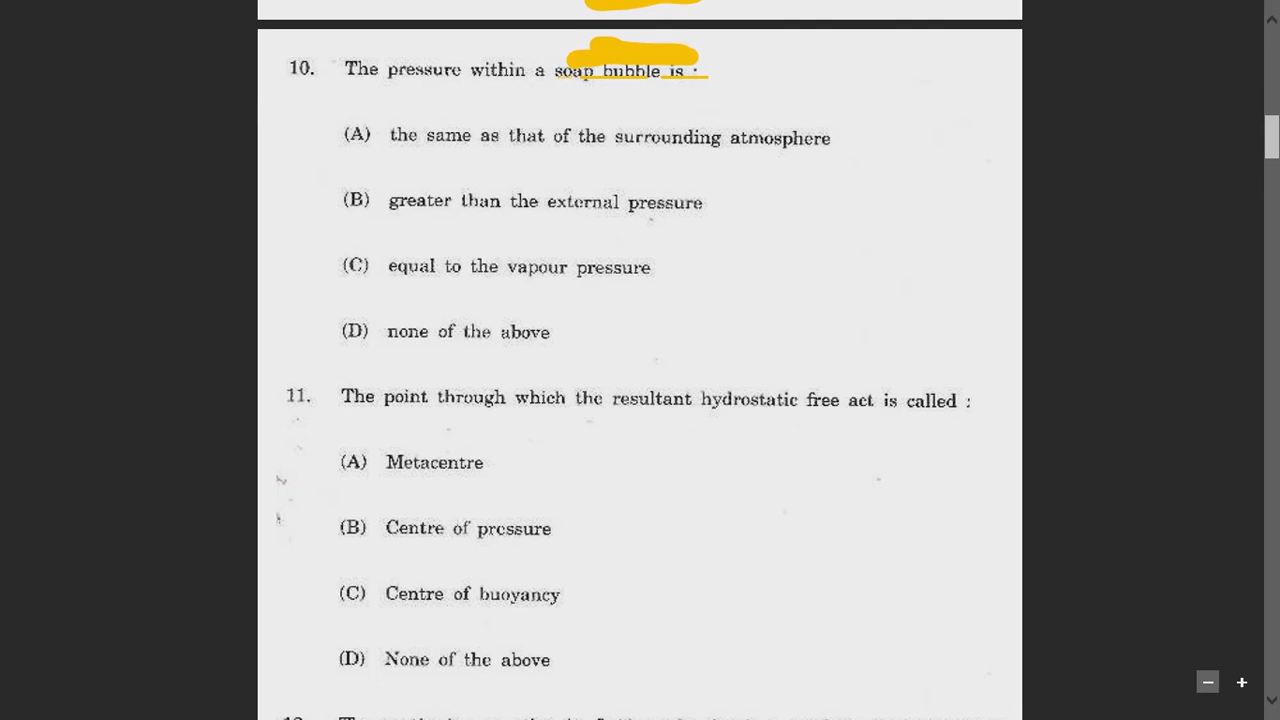 10. The pressure within a soap bubble is :
(A) the same as that of the surrounding atmosphere
(B) greater than the external pressure
(C) equal to the vapour pressure
(D) none of the above
11. The point through which the resultant hydrostatic free act is called :
(A) Metacentre
(B) Centre of pressure
(C) Centre of buoyancy
(D) None of the above